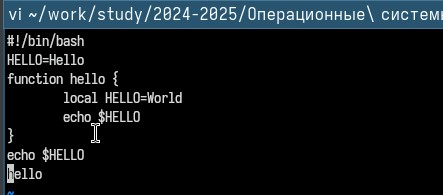 vi ~/work/study/2024-2025/Операционные\ системы
#!/bin/bash
HELLO=Hello
function hello {
        local HELLO=World
        echo $HELLO
}
echo $HELLO
hello
~